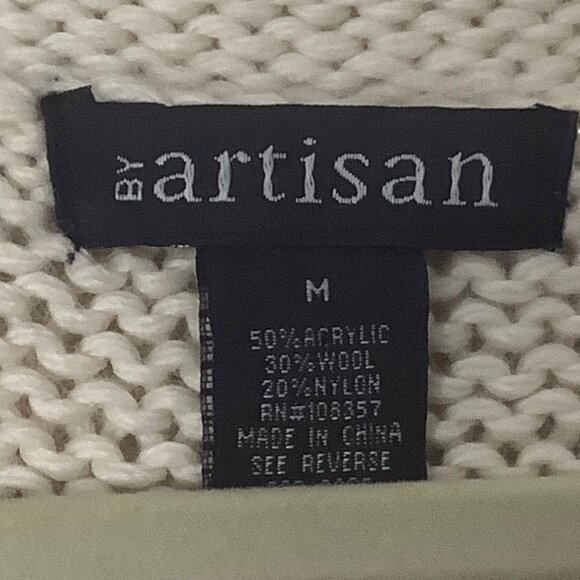 BY artisan
M
50% ACRYLIC
30% WOOL
20% NYLON
RN#108357
MADE IN CHINA
SEE REVERSE